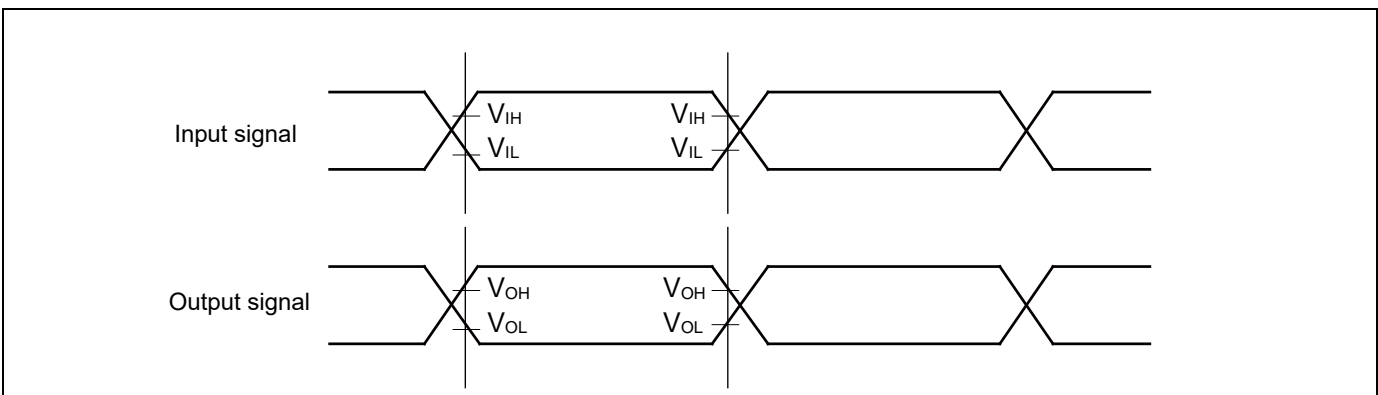 Input signal
VIH
VIH
VIL
VIL
Output signal
VOH
VOH
VOL
VOL